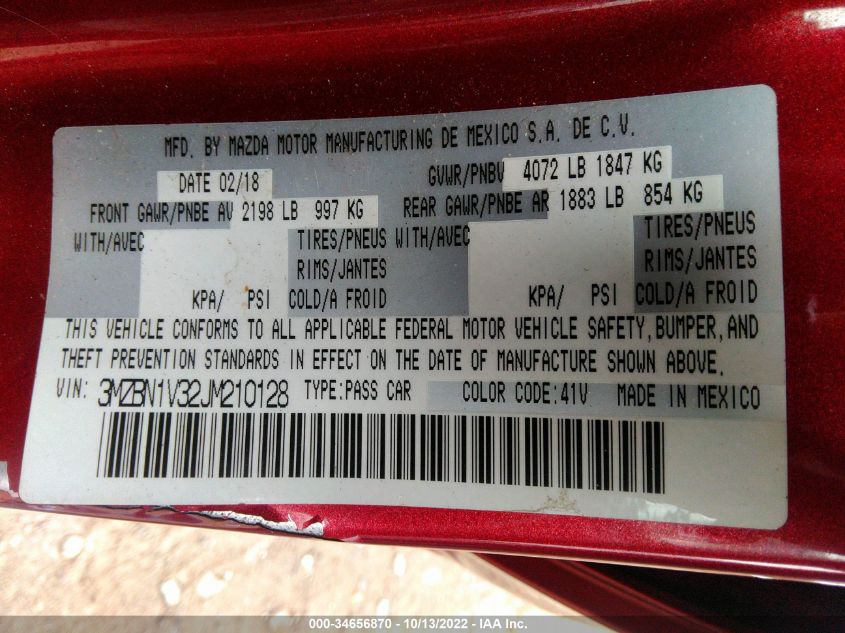 MFD. BY MAZDA MOTOR MANUFACTURING DE MEXICO S.A. DE C.V.
DATE 02/18 GVWR/PNBV 4072 LB 1847 KG
FRONT GAWR/PNBE AV 2198 LB 997 KG REAR GAWR/PNBE AR 1883 LB 854 KG
WITH/AVEC TIRES/PNEUS WITH/AVEC TIRES/PNEUS
RIMS/JANTES RIMS/JANTES
KPA/ PSI COLD/A FROID KPA/ PSI COLD/A FROID
THIS VEHICLE CONFORMS TO ALL APPLICABLE FEDERAL MOTOR VEHICLE SAFETY, BUMPER, AND
THEFT PREVENTION STANDARDS IN EFFECT ON THE DATE OF MANUFACTURE SHOWN ABOVE.
VIN: 3MZBN1V32JM210128 TYPE:PASS CAR COLOR CODE:41V MADE IN MEXICO
000-34656870 - 10/13/2022 - IAA Inc.